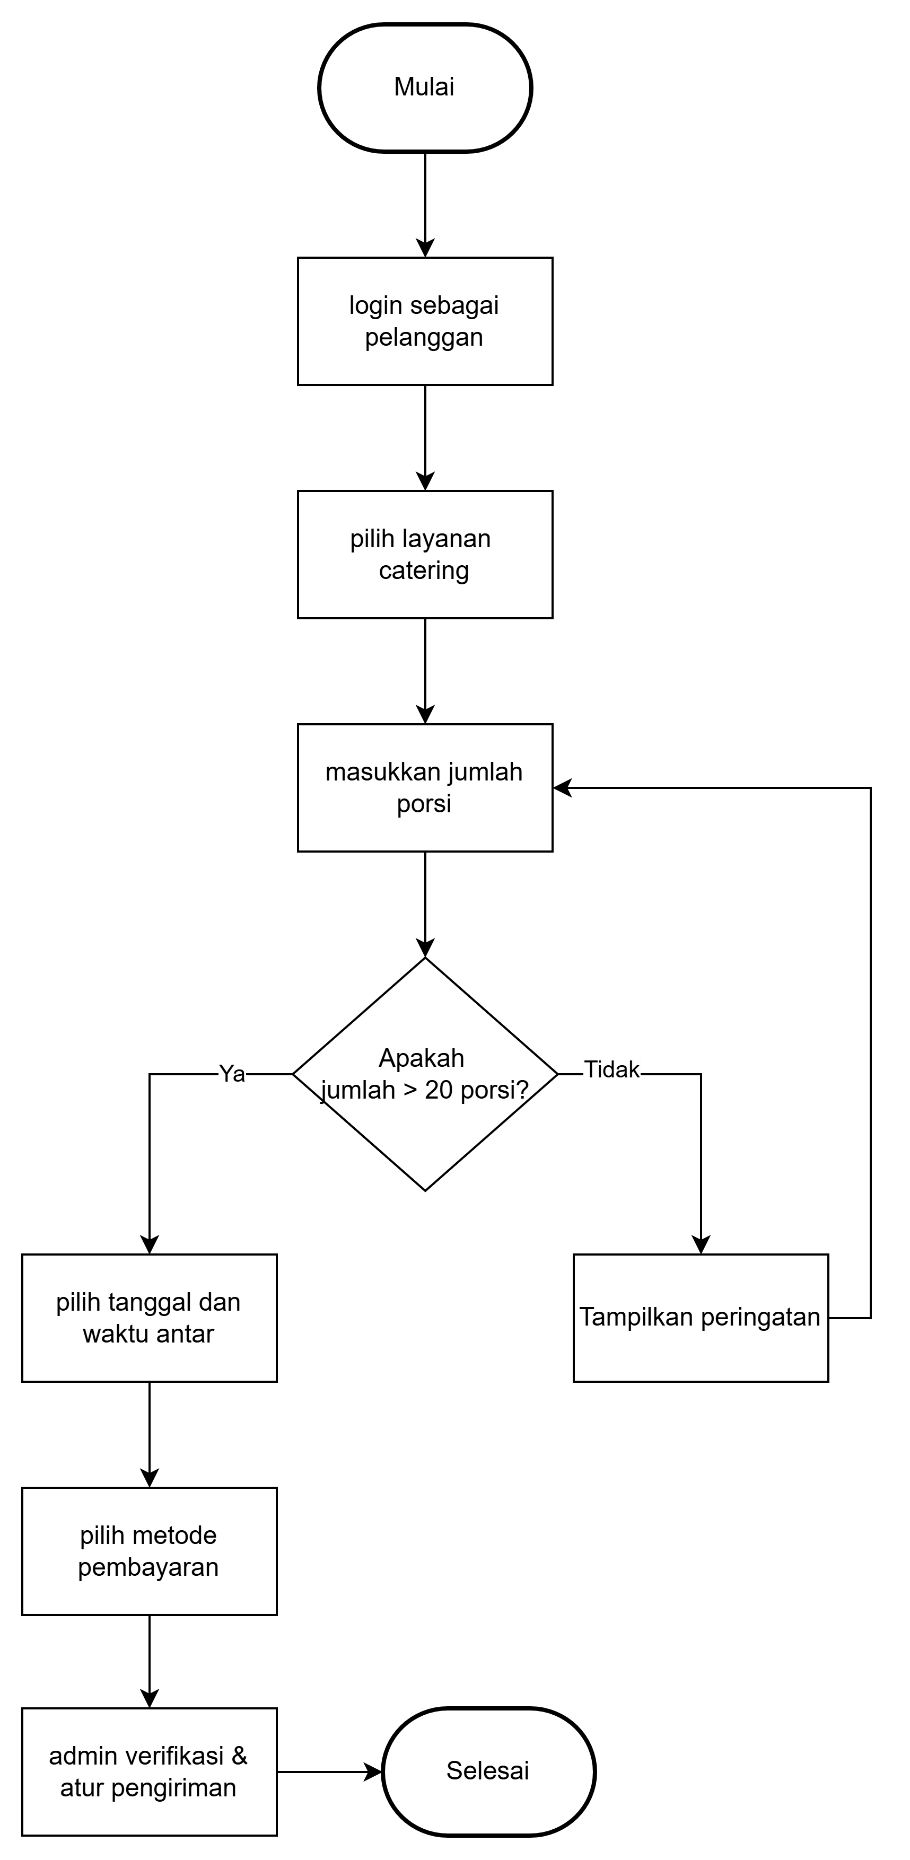 Mulai
login sebagai
pelanggan
pilih layanan
catering
masukkan jumlah
porsi
Apakah
jumlah > 20 porsi?
Ya
Tidak
pilih tanggal dan
waktu antar
Tampilkan peringatan
pilih metode
pembayaran
admin verifikasi &
atur pengiriman
Selesai